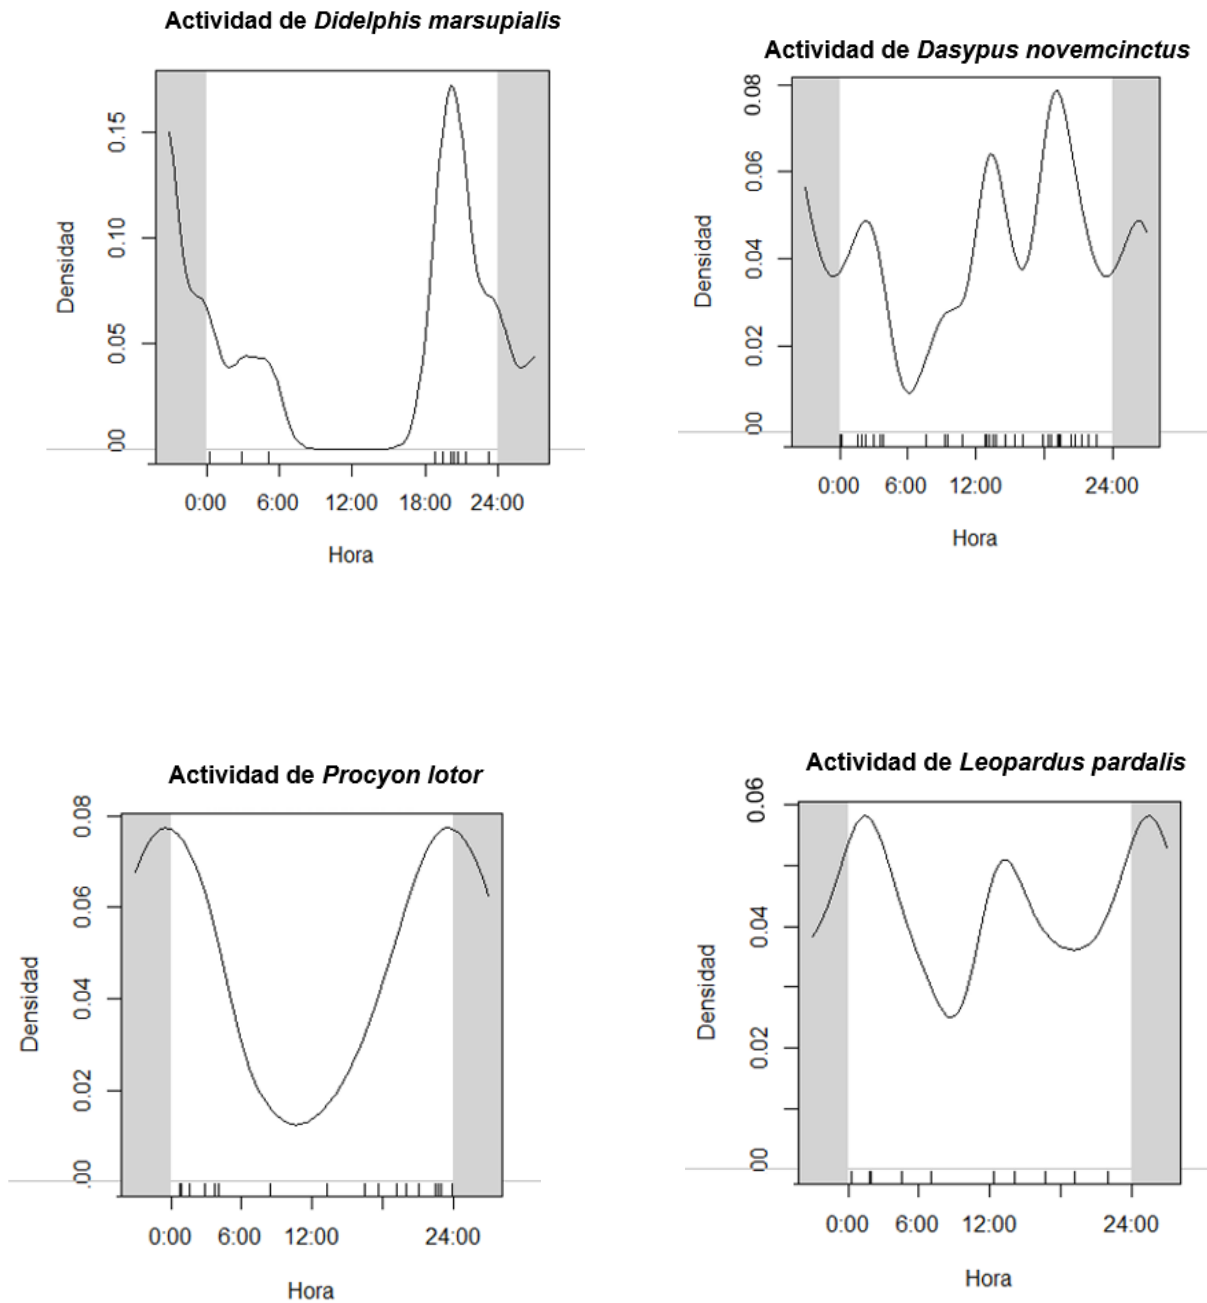 Actividad de Didelphis marsupialis
0.15
0.10
0.05
00
Densidad
0:00 6:00 12:00 18:00 24:00
Hora
Actividad de Dasypus novemcinctus
0.08
0.06
0.04
0.02
00
Densidad
0:00 6:00 12:00 24:00
Hora
Actividad de Procyon lotor
0.08
0.06
0.04
0.02
.00
Densidad
0:00 6:00 12:00 24:00
Hora
Actividad de Leopardus pardalis
0.06
0.04
0.02
00
Densidad
0:00 6:00 12:00 24:00
Hora